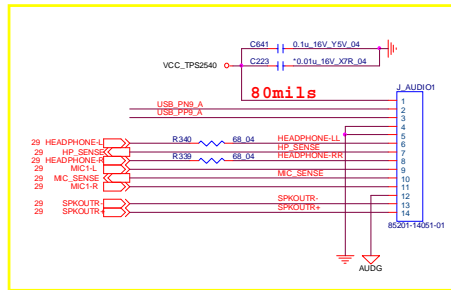 C641 0.1u_16V_Y5V_04
C223 *0.01u_16V_X7R_04
VCC_TPS2540
J_AUDIO1
80mils
1
USB_PN9_A 2
USB_PP9_A 3
4
5
29 HEADPHONE-L R340 68_04 HEADPHONE-LL 6
29 HP_SENSE HP_SENSE 7
29 HEADPHONE-R R339 68_04 HEADPHONE-RR 8
29 MIC1-L 9
29 MIC_SENSE MIC_SENSE 10
29 MIC1-R 11
12
29 SPKOUTR- SPKOUTR- 13
29 SPKOUTR+ SPKOUTR+ 14
85201-14051-01
AUDG